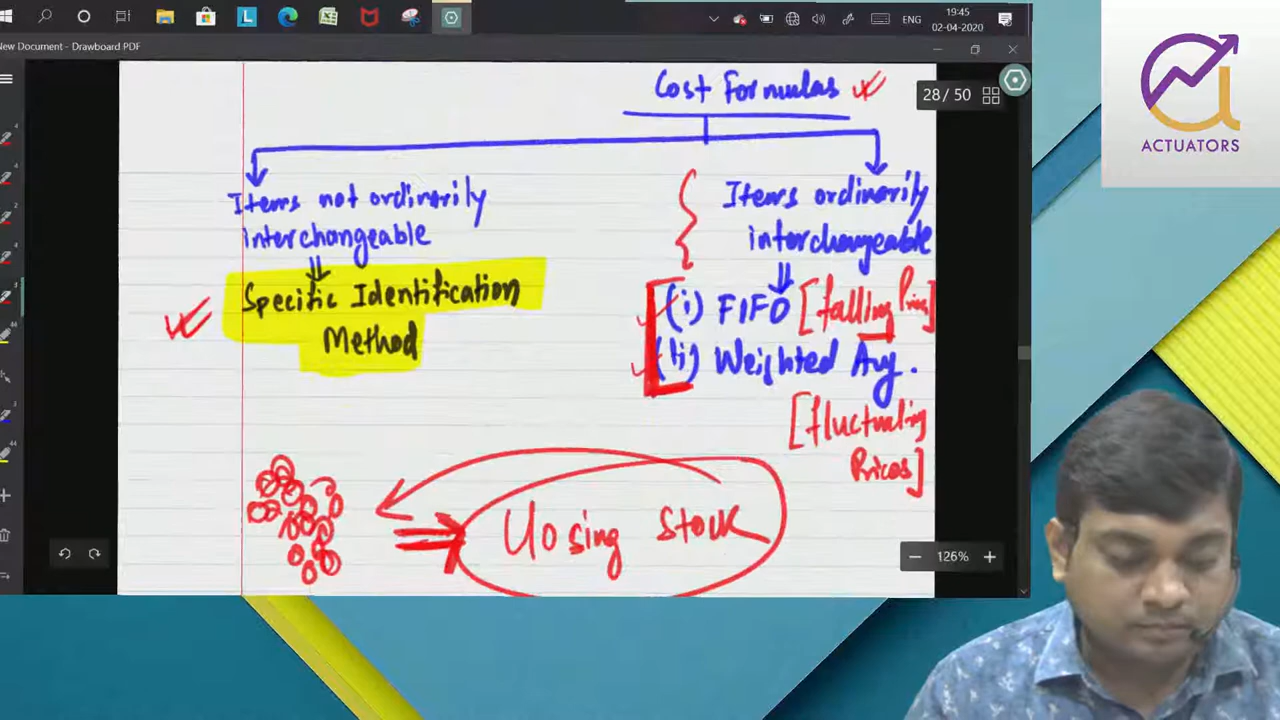 19:45
ENG
02-04-2020
New Document - Drawboard PDF
28 / 50
Cost Formulas
Items not ordinarily
interchangeable
Specific Identification
Method
Items ordinarily
interchangeable
(i) FIFO [falling Prices]
(ii) Weighted Avg.
[fluctuating
Prices]
Closing Stock
126%
ACTUATORS